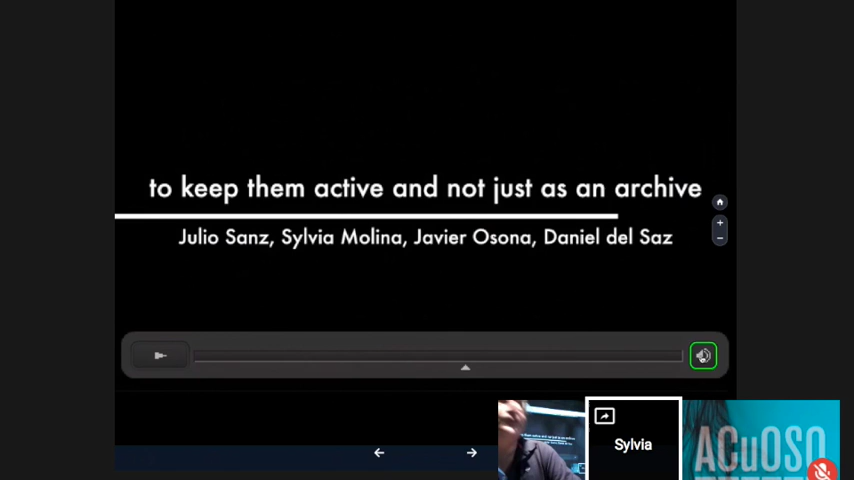 to keep them active and not just as an archive
Julio Sanz, Sylvia Molina, Javier Osona, Daniel del Saz
Sylvia
ACuOSO